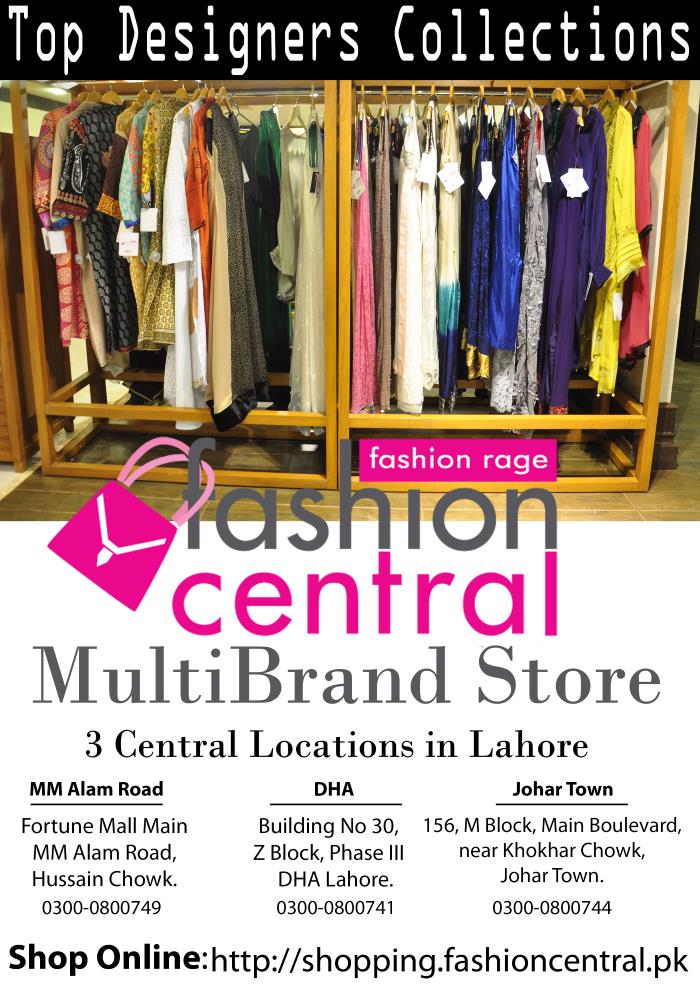 Top Designers Collections
fashion rage
fashion
central
MultiBrand Store
3 Central Locations in Lahore
MM Alam Road
Fortune Mall Main
MM Alam Road,
Hussain Chowk.
0300-0800749
DHA
Building No 30,
Z Block, Phase III
DHA Lahore.
0300-0800741
Johar Town
156, M Block, Main Boulevard,
near Khokhar Chowk,
Johar Town.
0300-0800744
Shop Online:http://shopping.fashioncentral.pk